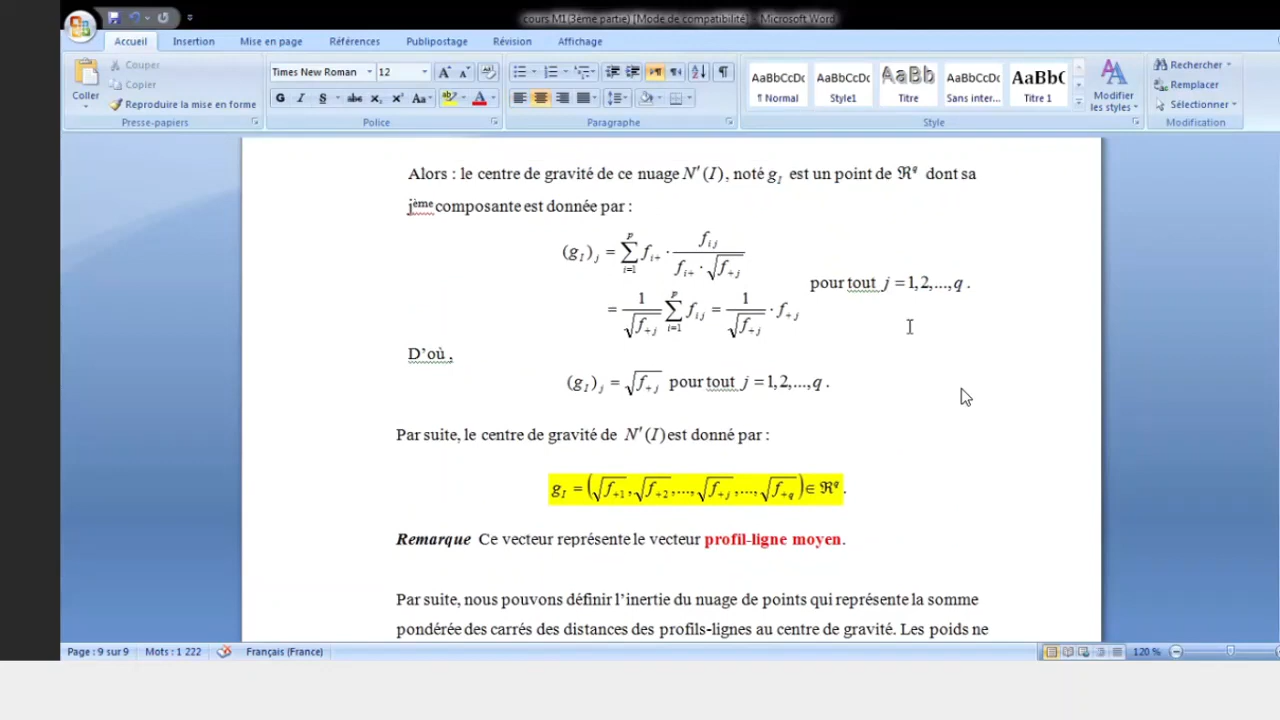 cours M1(3ème partie) [Mode de compatibilité] - Microsoft Word
Accueil Insertion Mise en page Références Publipostage Révision Affichage
Coller
Couper
Copier
Reproduire la mise en forme
Presse-papiers
Times New Roman 12
G I S abc x₂ x² Aa
Police
Paragraphe
AaBbCcDc AaBbCcDc AaBb AaBbCcDc AaBbC
¶ Normal Style1 Titre Sans inter... Titre 1
Modifier les styles
Style
Rechercher
Remplacer
Sélectionner
Modification
Alors : le centre de gravité de ce nuage N'(I), noté g_I est un point de ℜ^q dont sa
jème composante est donnée par :
(g_I)_j = ∑_{i=1}^{p} f_{i+} · f_{ij} / (f_{i+} · √f_{+j})
pour tout j = 1,2,...,q .
= 1/√f_{+j} ∑_{i=1}^{p} f_{ij} = 1/√f_{+j} · f_{+j}
D'où ,
(g_I)_j = √f_{+j} pour tout j = 1,2,...,q .
Par suite, le centre de gravité de N'(I) est donné par :
g_I = (√f_{+1}, √f_{+2}, ..., √f_{+j}, ..., √f_{+q}) ∈ ℜ^q .
Remarque Ce vecteur représente le vecteur profil-ligne moyen.
Par suite, nous pouvons définir l'inertie du nuage de points qui représente la somme
pondérée des carrés des distances des profils-lignes au centre de gravité. Les poids ne
Page : 9 sur 9 Mots : 1 222 Français (France) 120 %